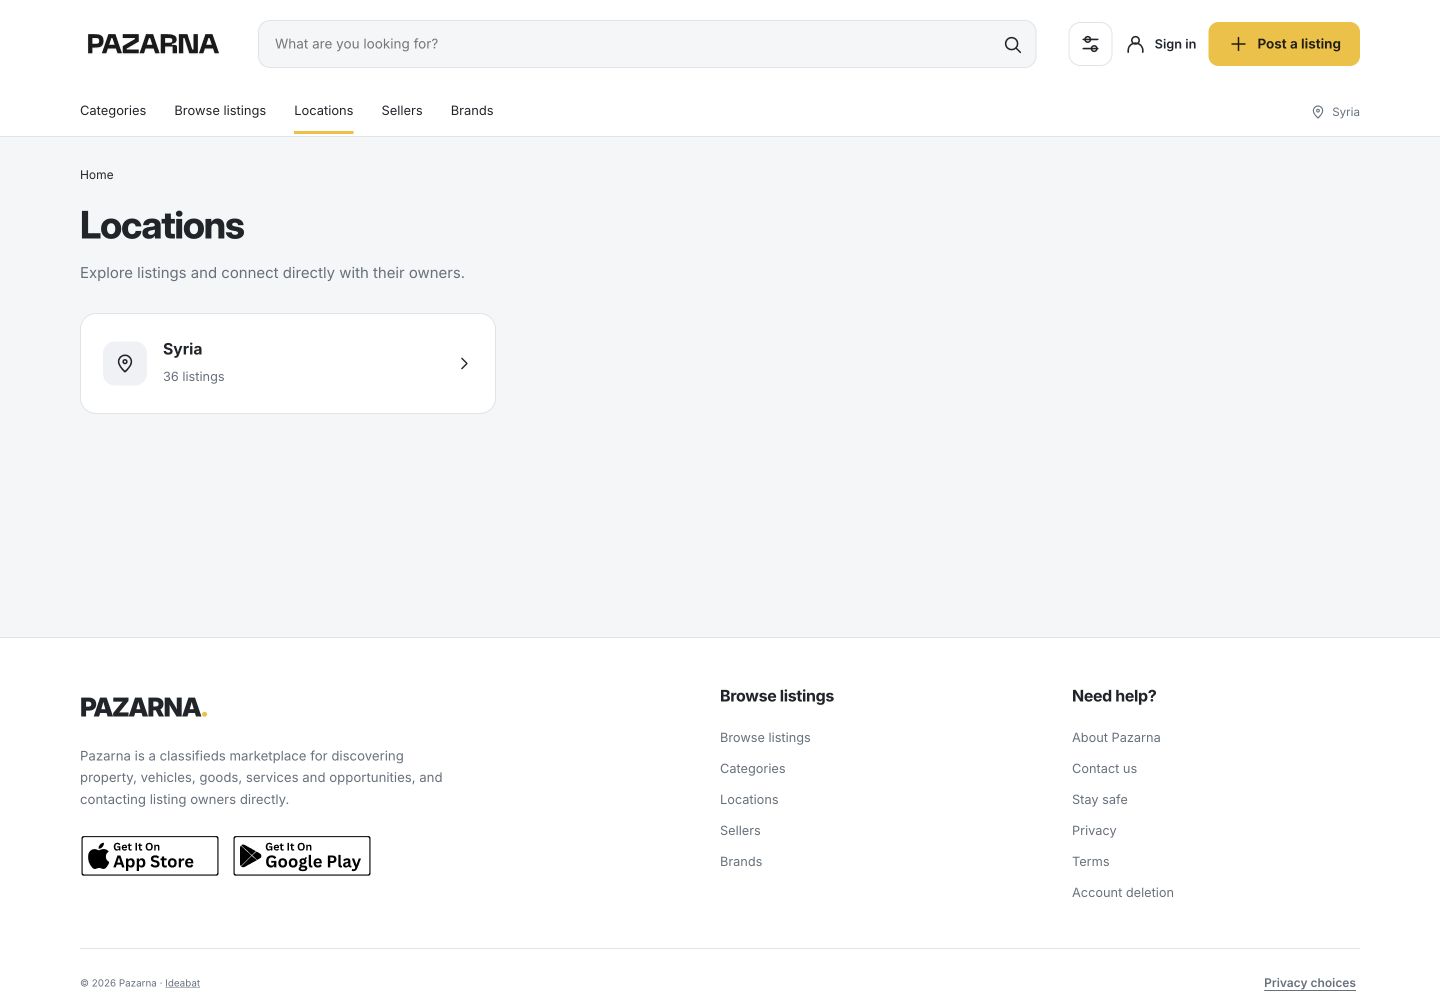 PAZARNA
What are you looking for?
Sign in
Post a listing
Categories
Browse listings
Locations
Sellers
Brands
Syria
Home
Locations
Explore listings and connect directly with their owners.
Syria
36 listings
PAZARNA.
Pazarna is a classifieds marketplace for discovering
property, vehicles, goods, services and opportunities, and
contacting listing owners directly.
Get It On
App Store
Get It On
Google Play
Browse listings
Browse listings
Categories
Locations
Sellers
Brands
Need help?
About Pazarna
Contact us
Stay safe
Privacy
Terms
Account deletion
© 2026 Pazarna · Ideabat
Privacy choices